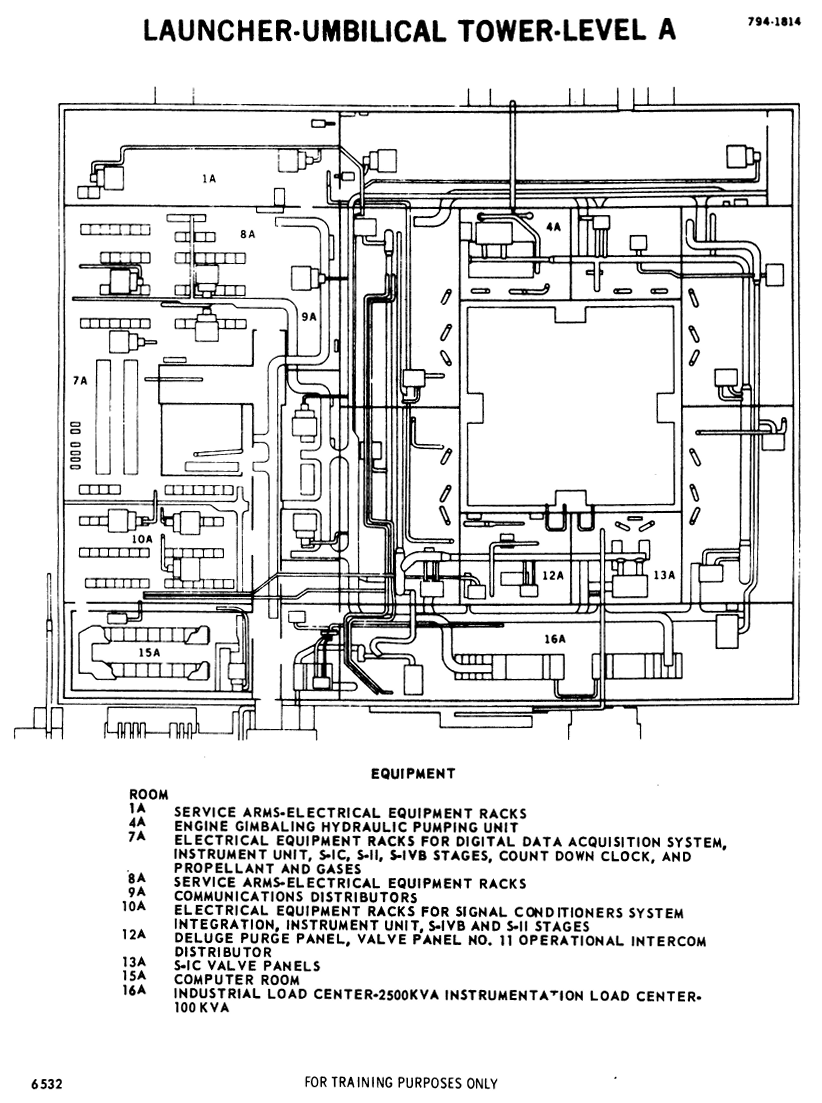 LAUNCHER-UMBILICAL TOWER-LEVEL A
794-1814
1A
8A
4A
9A
7A
10A
12A
13A
15A
16A
EQUIPMENT
ROOM
1A SERVICE ARMS-ELECTRICAL EQUIPMENT RACKS
4A ENGINE GIMBALING HYDRAULIC PUMPING UNIT
7A ELECTRICAL EQUIPMENT RACKS FOR DIGITAL DATA ACQUISITION SYSTEM,
INSTRUMENT UNIT, S-IC, S-II, S-IVB STAGES, COUNT DOWN CLOCK, AND
PROPELLANT AND GASES
8A SERVICE ARMS-ELECTRICAL EQUIPMENT RACKS
9A COMMUNICATIONS DISTRIBUTORS
10A ELECTRICAL EQUIPMENT RACKS FOR SIGNAL CONDITIONERS SYSTEM
INTEGRATION, INSTRUMENT UNIT, S-IVB AND S-II STAGES
12A DELUGE PURGE PANEL, VALVE PANEL NO. 11 OPERATIONAL INTERCOM
DISTRIBUTOR
13A S-IC VALVE PANELS
15A COMPUTER ROOM
16A INDUSTRIAL LOAD CENTER-2500KVA INSTRUMENTATION LOAD CENTER-
100 KVA
6532
FOR TRAINING PURPOSES ONLY